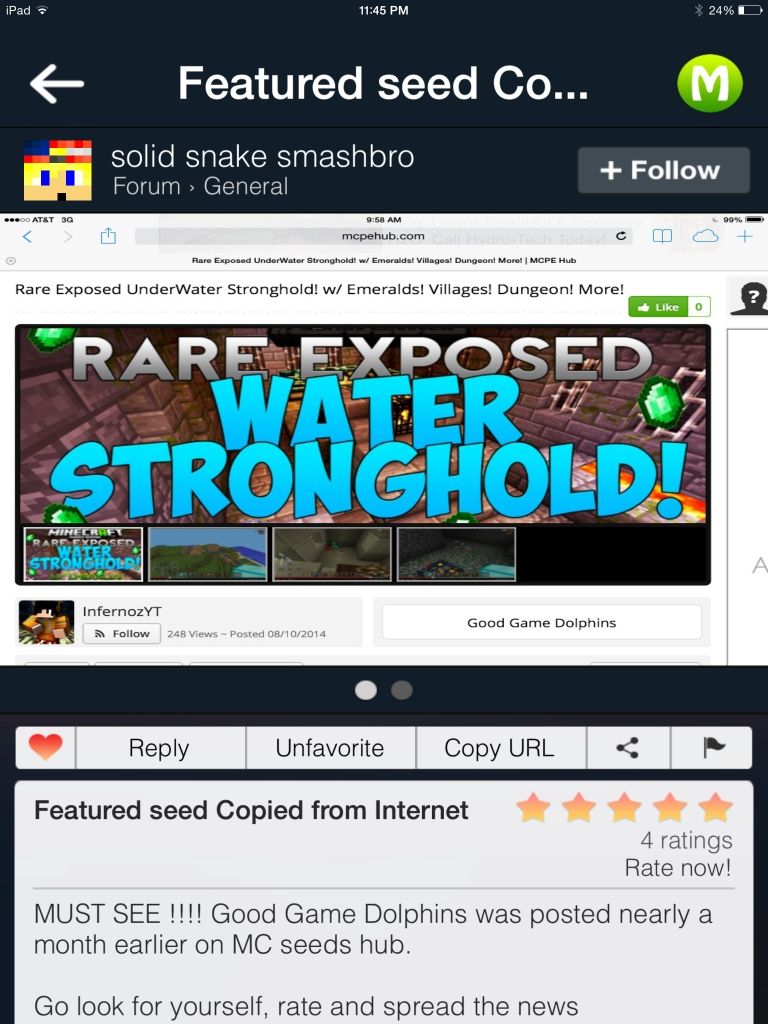 iPad 11:45 PM 24%
Featured seed Co... M
solid snake smashbro
Forum › General
+ Follow
AT&T 3G 9:58 AM 99%
mcpehub.com
Call Hydro-Tech Today!
Rare Exposed UnderWater Stronghold! w/ Emeralds! Villages! Dungeon! More! | MCPE Hub
Rare Exposed UnderWater Stronghold! w/ Emeralds! Villages! Dungeon! More!
Like 0
?
RARE EXPOSED
WATER
STRONGHOLD!
MINECRAFT
RARE EXPOSED
WATER
STRONGHOLD!
A
InfernozYT
Follow 248 Views ~ Posted 08/10/2014
Good Game Dolphins
Reply Unfavorite Copy URL
Featured seed Copied from Internet
4 ratings
Rate now!
MUST SEE !!!! Good Game Dolphins was posted nearly a
month earlier on MC seeds hub.
Go look for yourself, rate and spread the news